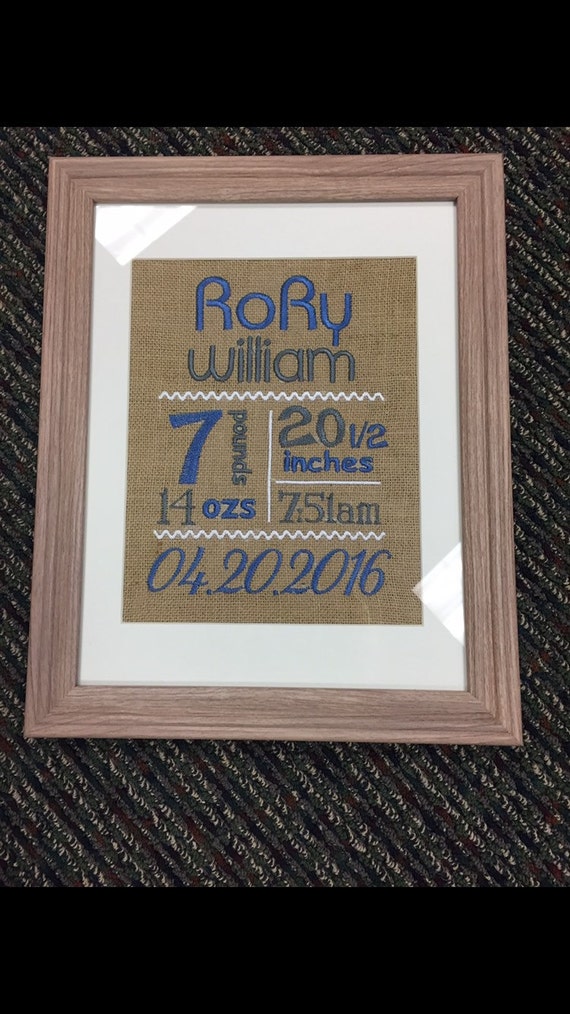 RoRy
william
7 pounds
14 ozs
20 1/2
inches
7:51am
04.20.2016